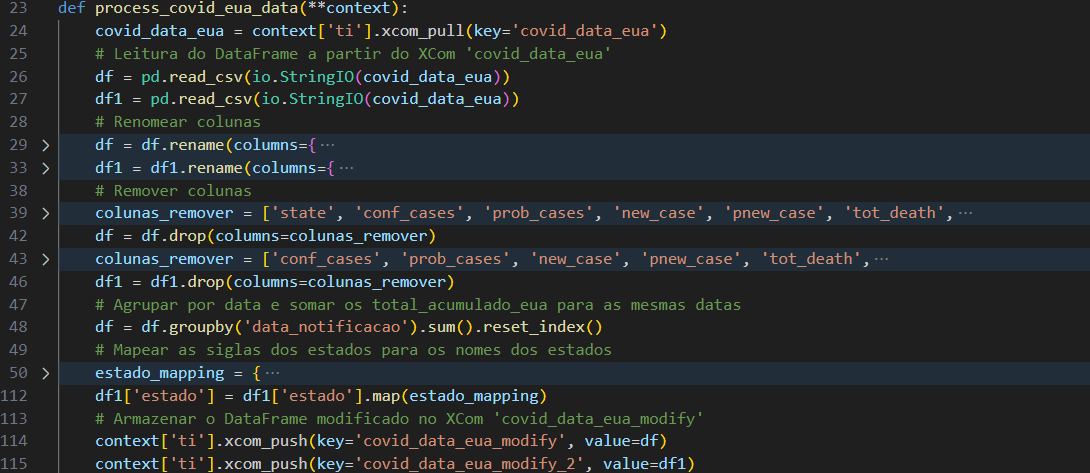 23 def process_covid_eua_data(**context):
24 covid_data_eua = context['ti'].xcom_pull(key='covid_data_eua')
25 # Leitura do DataFrame a partir do XCom 'covid_data_eua'
26 df = pd.read_csv(io.StringIO(covid_data_eua))
27 df1 = pd.read_csv(io.StringIO(covid_data_eua))
28 # Renomear colunas
29 > df = df.rename(columns={ ···
33 > df1 = df1.rename(columns={ ···
38 # Remover colunas
39 > colunas_remover = ['state', 'conf_cases', 'prob_cases', 'new_case', 'pnew_case', 'tot_death', ···
42 df = df.drop(columns=colunas_remover)
43 > colunas_remover = ['conf_cases', 'prob_cases', 'new_case', 'pnew_case', 'tot_death', ···
46 df1 = df1.drop(columns=colunas_remover)
47 # Agrupar por data e somar os total_acumulado_eua para as mesmas datas
48 df = df.groupby('data_notificacao').sum().reset_index()
49 # Mapear as siglas dos estados para os nomes dos estados
50 > estado_mapping = { ···
112 df1['estado'] = df1['estado'].map(estado_mapping)
113 # Armazenar o DataFrame modificado no XCom 'covid_data_eua_modify'
114 context['ti'].xcom_push(key='covid_data_eua_modify', value=df)
115 context['ti'].xcom_push(key='covid_data_eua_modify_2', value=df1)